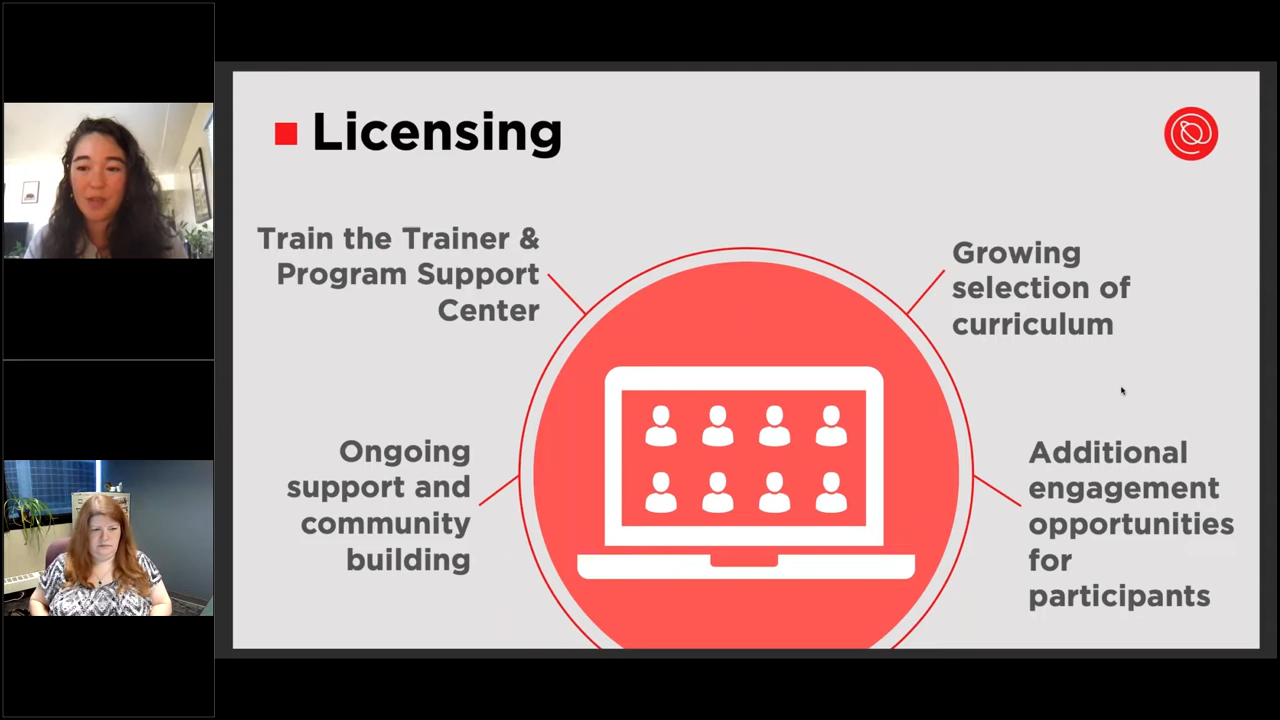 Licensing
Train the Trainer &
Program Support
Center
Growing
selection of
curriculum
Ongoing
support and
community
building
Additional
engagement
opportunities
for
participants